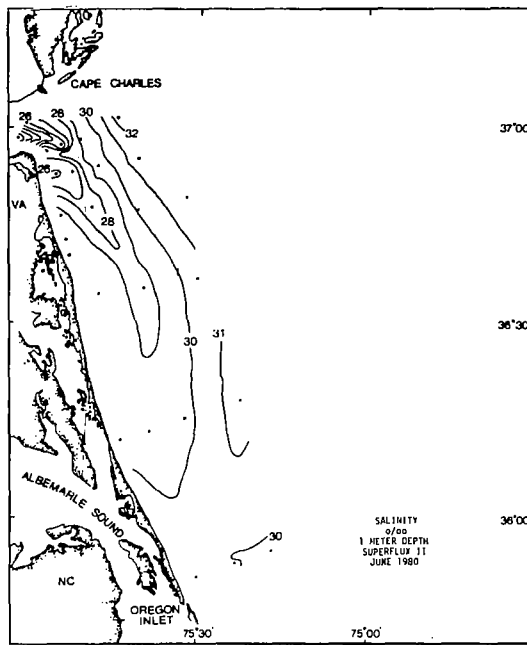 CAPE CHARLES
26
28
30
32
37°00
26
VA
28
36°30
30
31
ALBEMARLE SOUND
36°00
30
SALINITY
o/oo
1 METER DEPTH
SUPERFLUX II
JUNE 1980
NC
OREGON
INLET
75°30
75°00